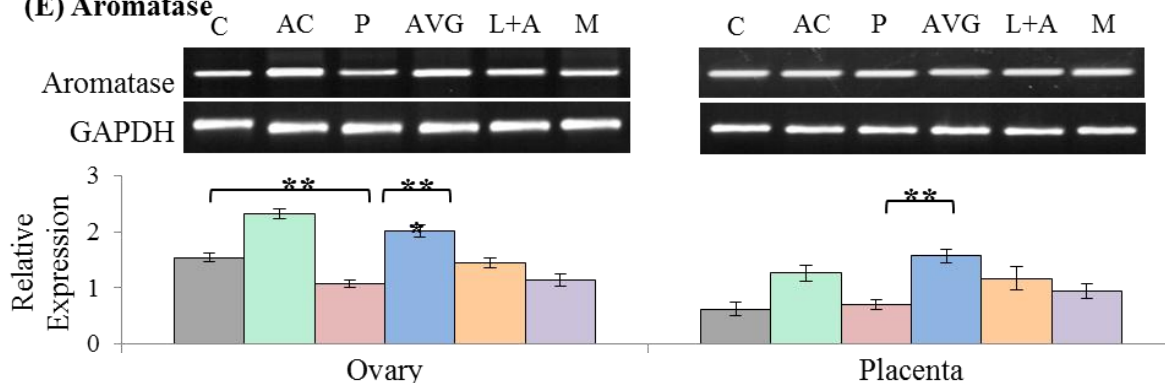 (E) Aromatase
C AC P AVG L+A M
C AC P AVG L+A M
Aromatase
GAPDH
3
2
1
0
Relative
Expression
**
**
*
**
Ovary
Placenta